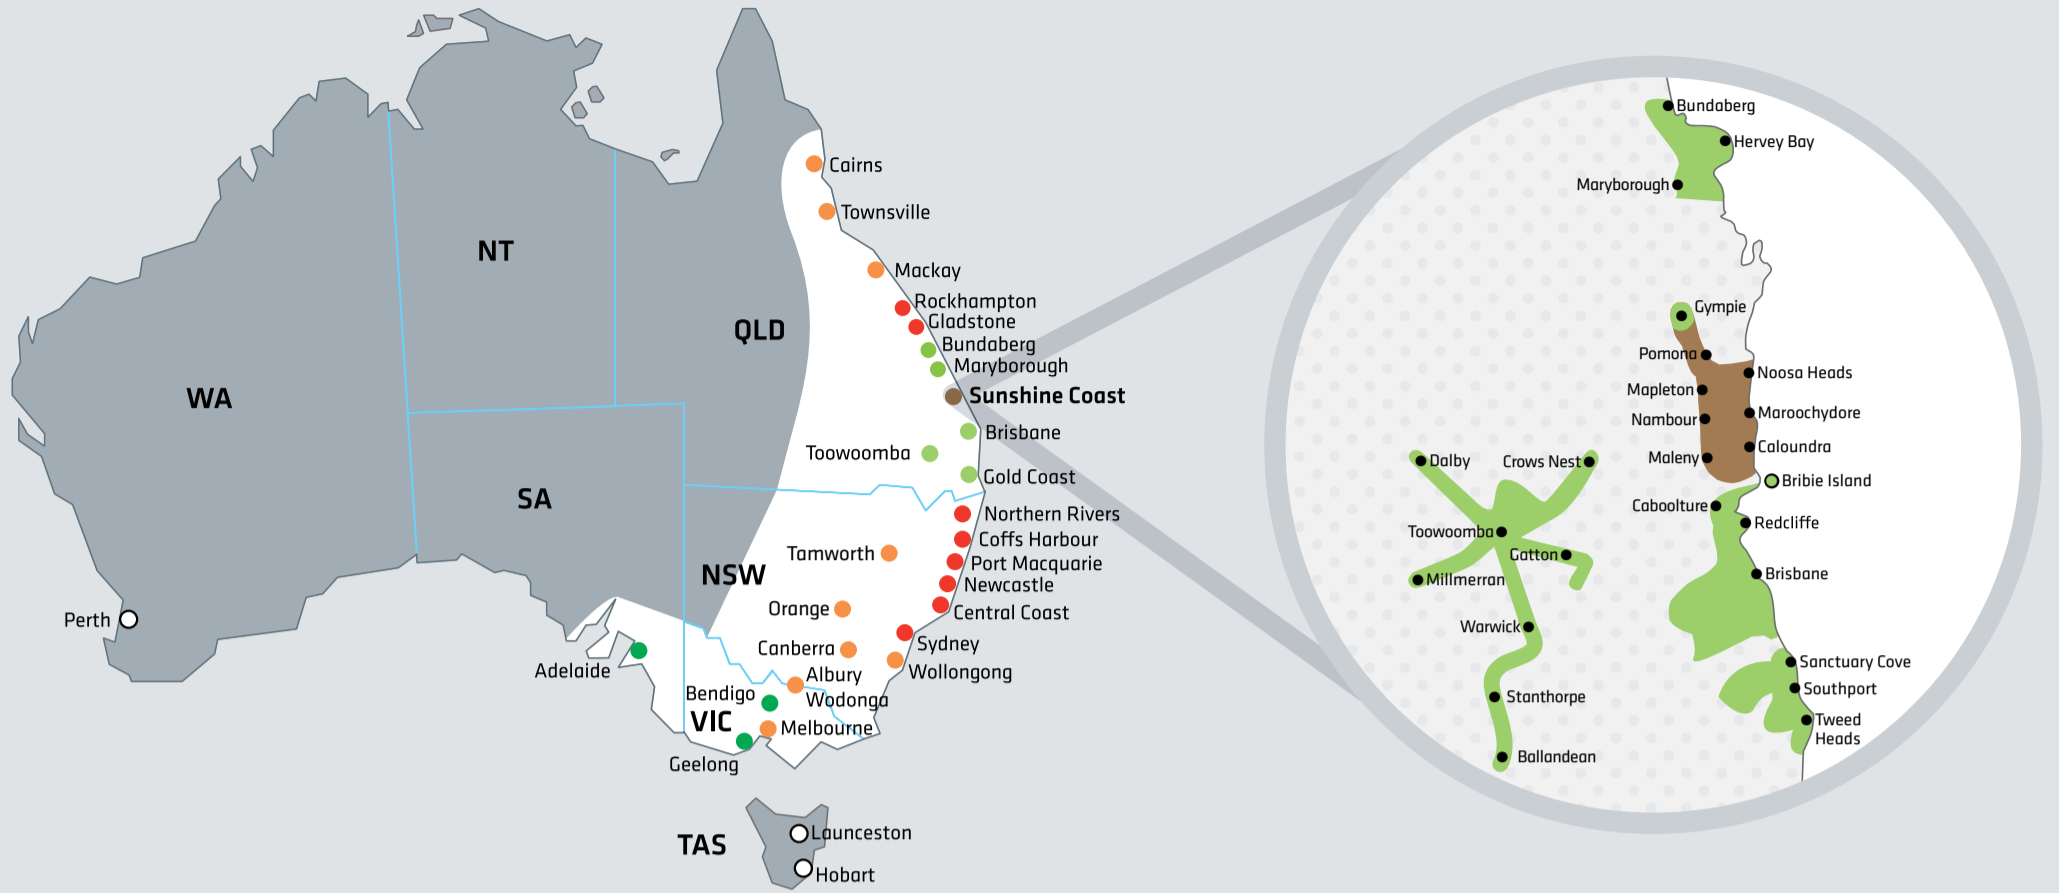 Cairns
Townsville
NT
Mackay
Rockhampton
Gladstone
QLD
Bundaberg
Maryborough
WA
Sunshine Coast
Brisbane
Toowoomba
Gold Coast
SA
Northern Rivers
Coffs Harbour
Tamworth
Port Macquarie
NSW
Newcastle
Orange
Central Coast
Perth
Sydney
Canberra
Adelaide
Wollongong
Albury
Wodonga
Bendigo
VIC
Melbourne
Geelong
TAS
Launceston
Hobart
Bundaberg
Hervey Bay
Maryborough
Gympie
Pomona
Noosa Heads
Mapleton
Maroochydore
Nambour
Caloundra
Maleny
Dalby
Crows Nest
Bribie Island
Caboolture
Redcliffe
Toowoomba
Gatton
Brisbane
Millmerran
Warwick
Sanctuary Cove
Southport
Stanthorpe
Tweed
Heads
Ballandean